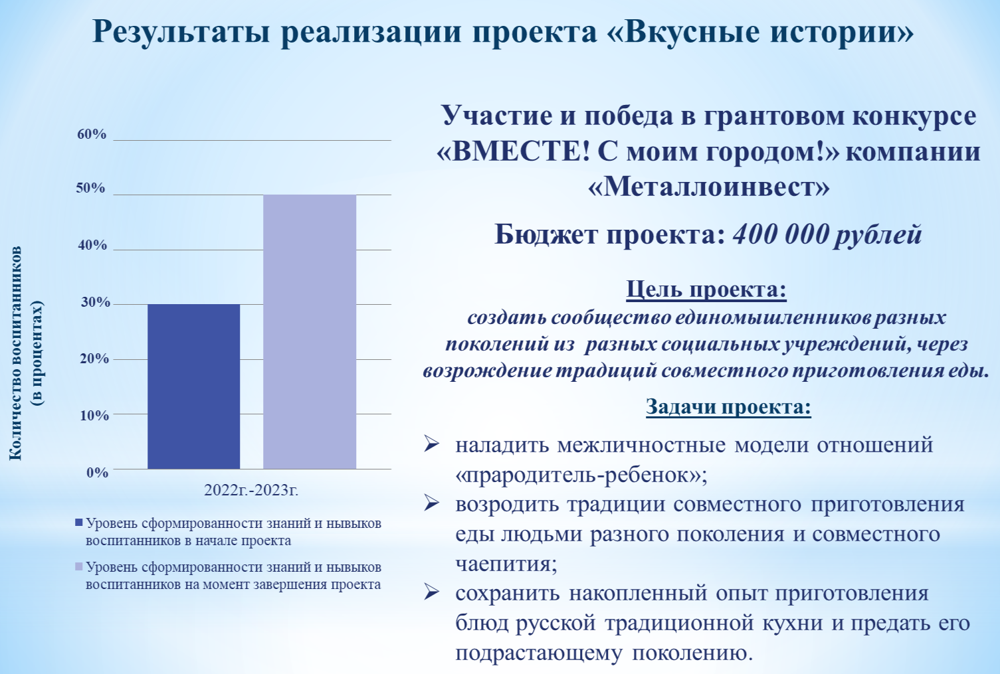 Результаты реализации проекта «Вкусные истории»
60%
50%
40%
30%
20%
10%
0%
Количество воспитанников
(в процентах)
2022г.-2023г.
Уровень сформированности знаний и нывыков
воспитанников в начале проекта
Уровень сформированности знаний и нывыков
воспитанников на момент завершения проекта
Участие и победа в грантовом конкурсе
«ВМЕСТЕ! С моим городом!» компании
«Металлоинвест»
Бюджет проекта: 400 000 рублей
Цель проекта:
создать сообщество единомышленников разных
поколений из разных социальных учреждений, через
возрождение традиций совместного приготовления еды.
Задачи проекта:
наладить межличностные модели отношений
«прародитель-ребенок»;
возродить традиции совместного приготовления
еды людьми разного поколения и совместного
чаепития;
сохранить накопленный опыт приготовления
блюд русской традиционной кухни и предать его
подрастающему поколению.